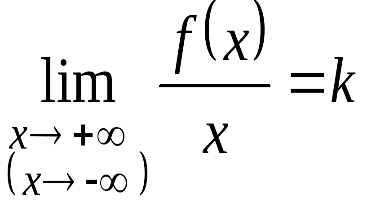 lim f(x)/x = k
x→ +∞
(x→ -∞)